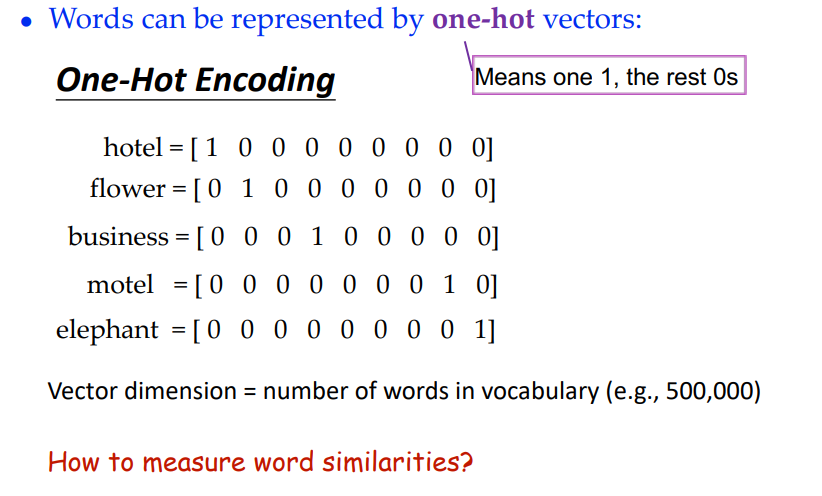 • Words can be represented by one-hot vectors:
One-Hot Encoding
Means one 1, the rest 0s
hotel = [ 1 0 0 0 0 0 0 0 0]
flower = [ 0 1 0 0 0 0 0 0 0]
business = [ 0 0 0 1 0 0 0 0 0]
motel = [ 0 0 0 0 0 0 0 1 0]
elephant = [ 0 0 0 0 0 0 0 0 1]
Vector dimension = number of words in vocabulary (e.g., 500,000)
How to measure word similarities?